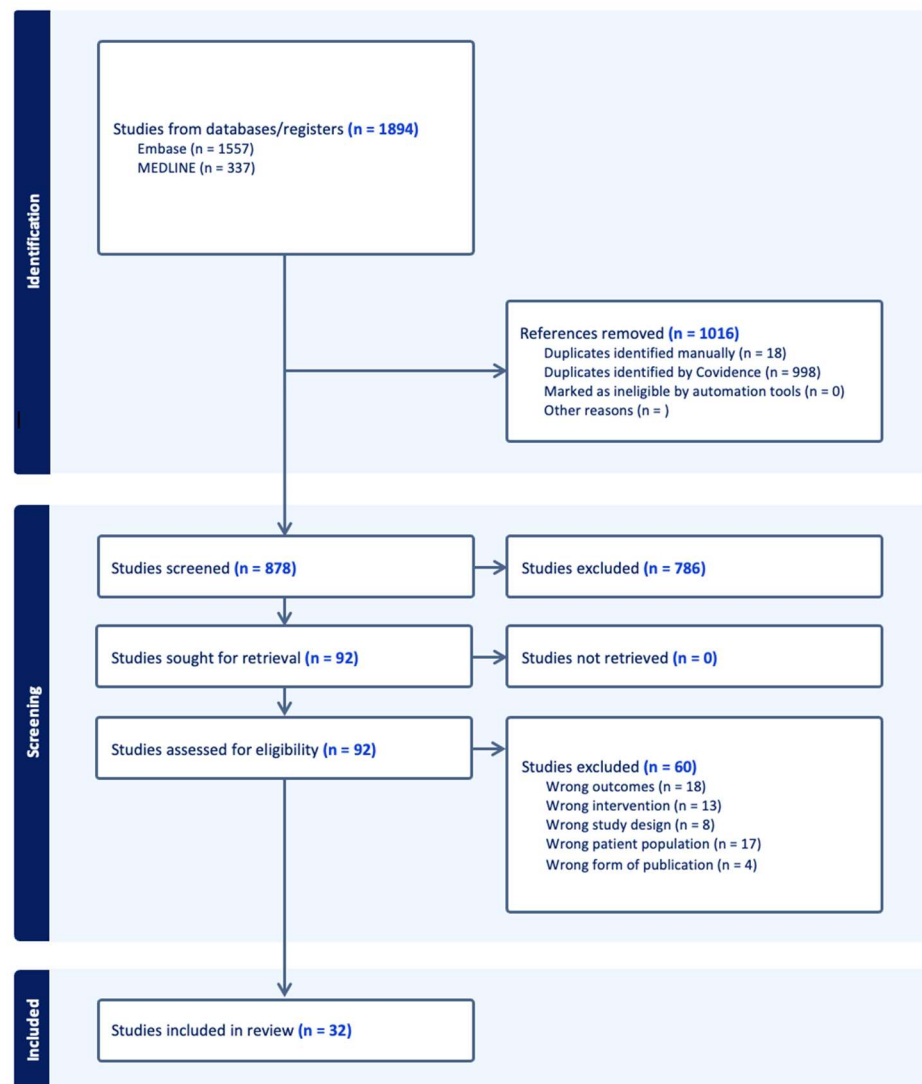 Identification
Studies from databases/registers (n = 1894)
Embase (n = 1557)
MEDLINE (n = 337)
References removed (n = 1016)
Duplicates identified manually (n = 18)
Duplicates identified by Covidence (n = 998)
Marked as ineligible by automation tools (n = 0)
Other reasons (n = )
Screening
Studies screened (n = 878)
Studies excluded (n = 786)
Studies sought for retrieval (n = 92)
Studies not retrieved (n = 0)
Studies assessed for eligibility (n = 92)
Studies excluded (n = 60)
Wrong outcomes (n = 18)
Wrong intervention (n = 13)
Wrong study design (n = 8)
Wrong patient population (n = 17)
Wrong form of publication (n = 4)
Included
Studies included in review (n = 32)